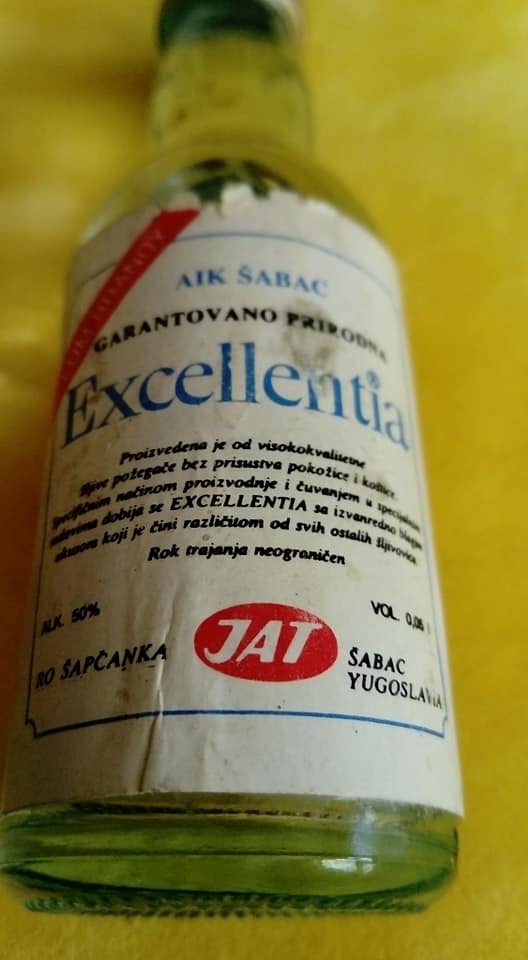 AIK ŠABAC
GARANTOVANO PRIRODNA
Excellentia®
Proizvedena je od visokokvalitetne
šljive požegače bez prisustva pokožice i koštice.
Specifičnim načinom proizvodnje i čuvanjem u specijalnim
sudovima dobija se EXCELLENTIA sa izvanredno blagim
ukusom koji je čini različitom od svih ostalih šljivovica.
Rok trajanja neograničen
ALK. 50%
VOL. 0,05 l
RO ŠAPČANKA
JAT
ŠABAC
YUGOSLAVIA